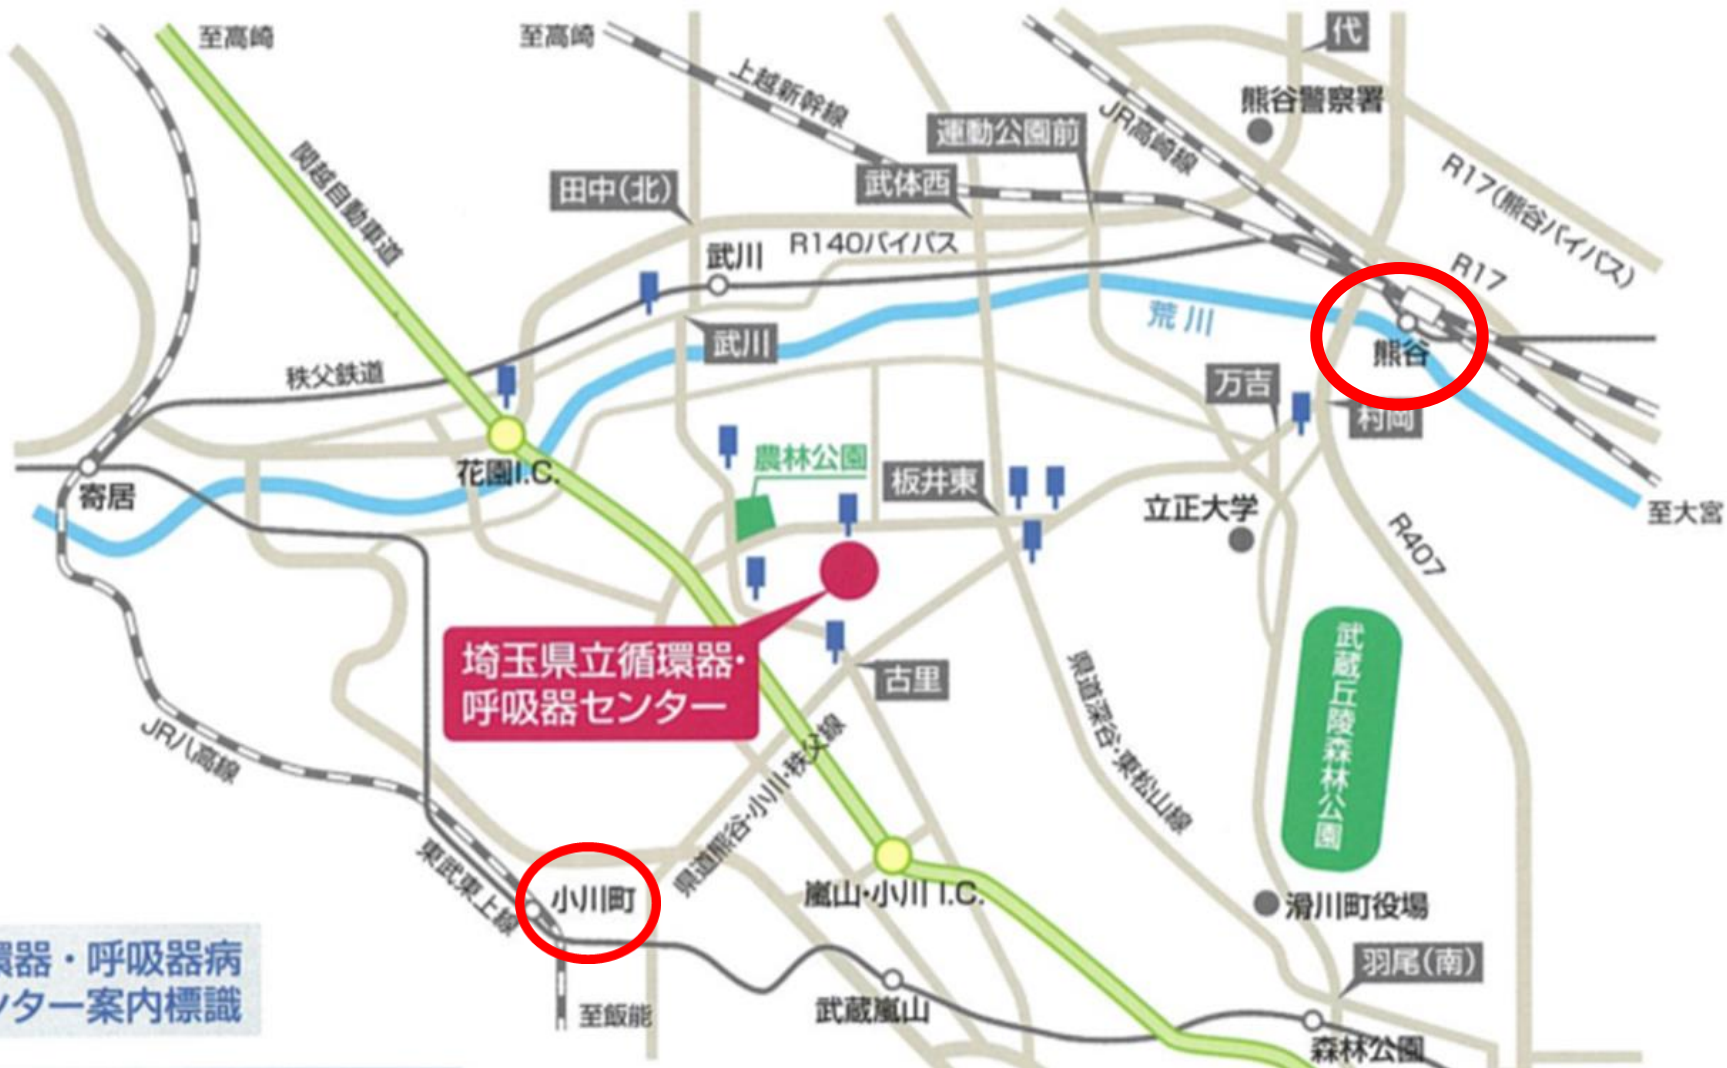 至高崎
至高崎
上越新幹線
代
熊谷警察署
運動公園前
JR高崎線
関越自動車道
田中(北)
武体西
R17(熊谷バイパス)
R140バイパス
武川
R17
荒川
武川
秩父鉄道
熊谷
万吉
村岡
農林公園
花園I.C.
板井東
寄居
立正大学
至大宮
R407
埼玉県立循環器・
呼吸器センター
武蔵丘陵森林公園
古里
県道深谷・東松山線
JR八高線
県道熊谷・小川・秩父線
東武東上線
小川町
嵐山・小川 I.C.
滑川町役場
環器・呼吸器病
ンター案内標識
羽尾(南)
武蔵嵐山
至飯能
森林公園